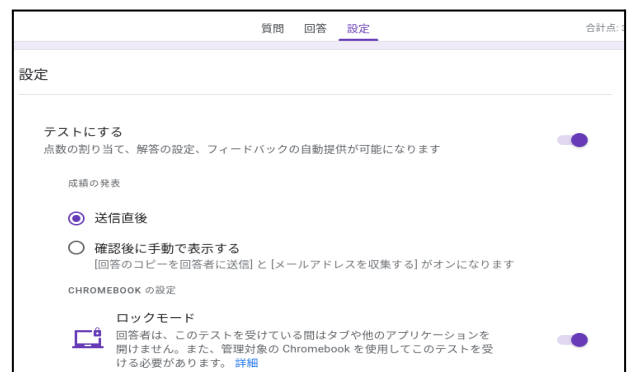 質問 回答 設定 合計点:
設定
テストにする
点数の割り当て、解答の設定、フィードバックの自動提供が可能になります
成績の発表
送信直後
確認後に手動で表示する
[回答のコピーを回答者に送信] と [メールアドレスを収集する] がオンになります
CHROMEBOOK の設定
ロックモード
回答者は、このテストを受けている間はタブや他のアプリケーションを
開けません。また、管理対象の Chromebook を使用してこのテストを受
ける必要があります。 詳細